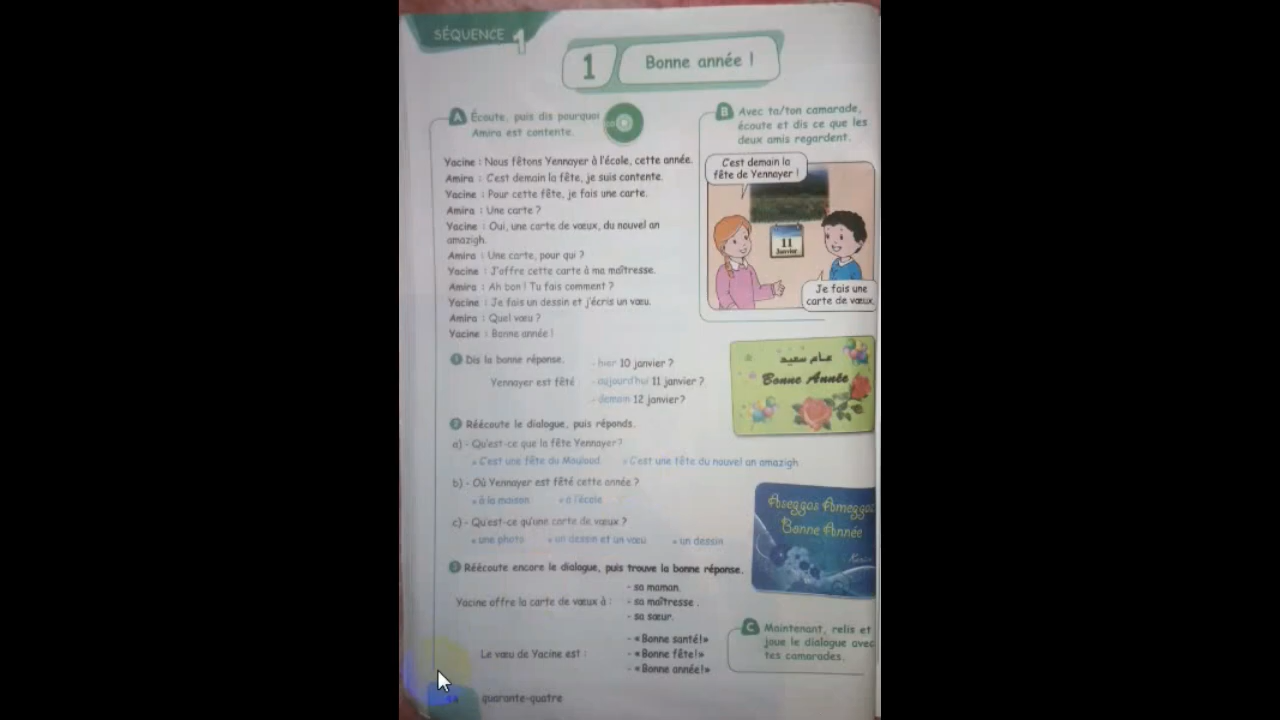 SÉQUENCE 1
1 Bonne année !
A Écoute, puis dis pourquoi
Amira est contente.
Yacine : Nous fêtons Yennayer à l'école, cette année.
Amira : C'est demain la fête, je suis contente.
Yacine : Pour cette fête, je fais une carte.
Amira : Une carte ?
Yacine : Oui, une carte de vœux, du nouvel an
amazigh.
Amira : Une carte, pour qui ?
Yacine : J'offre cette carte à ma maîtresse.
Amira : Ah bon ! Tu fais comment ?
Yacine : Je fais un dessin et j'écris un vœu.
Amira : Quel vœu ?
Yacine : Bonne année !
B Avec ta/ton camarade,
écoute et dis ce que les
deux amis regardent.
C'est demain la
fête de Yennayer !
11
Janvier
Je fais une
carte de vœux
1 Dis la bonne réponse.
- hier 10 janvier ?
Yennayer est fêté - aujourd'hui 11 janvier ?
- demain 12 janvier?
عام سعيد
Bonne Année
2 Réécoute le dialogue, puis réponds.
a) - Qu'est-ce que la fête Yennayer?
• C'est une fête du Mouloud • C'est une fête du nouvel an amazigh
b) - Où Yennayer est fêté cette année ?
• à la maison • à l'école
c) - Qu'est-ce qu'une carte de vœux ?
• une photo • un dessin et un vœu • un dessin
Aseggas Ameggas
Bonne Année
3 Réécoute encore le dialogue, puis trouve la bonne réponse.
- sa maman.
Yacine offre la carte de vœux à : - sa maîtresse .
- sa sœur.
- «Bonne santé!»
Le vœu de Yacine est : - «Bonne fête!»
- «Bonne année!»
C Maintenant, relis et
joue le dialogue avec
tes camarades.
44 quarante-quatre